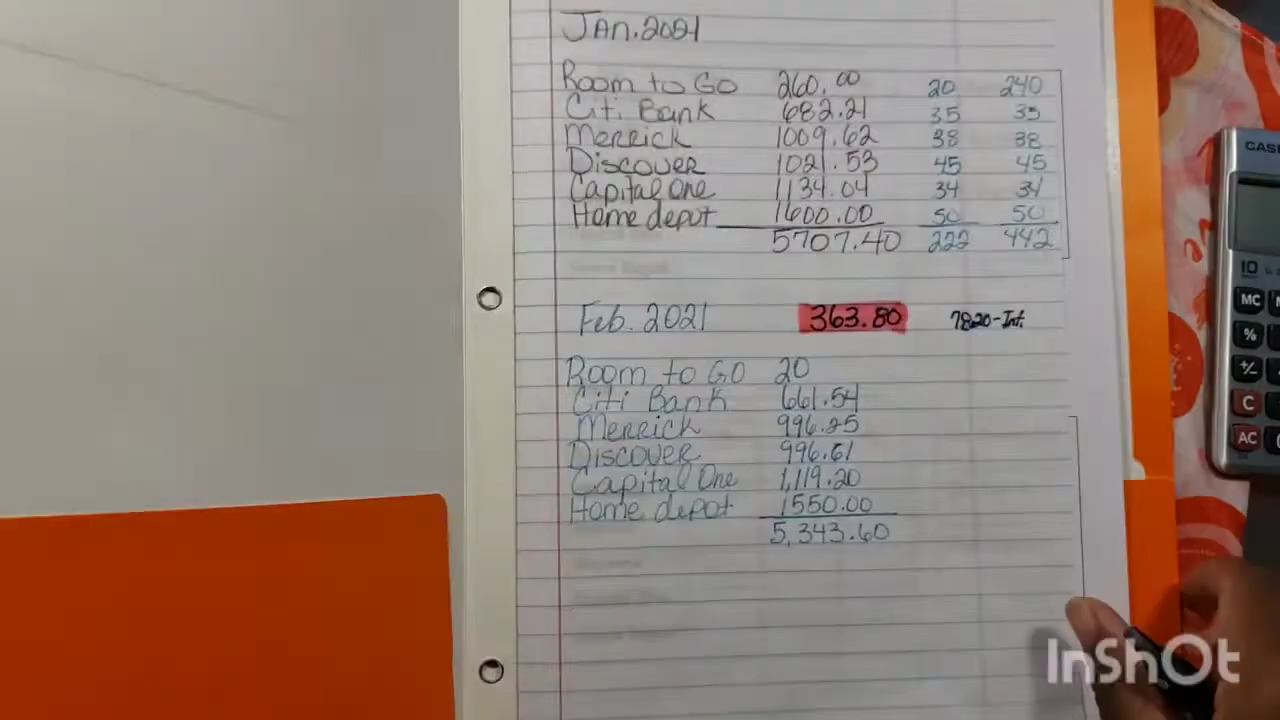 Jan. 2021
Room to Go 260.00 20 240
Citi Bank 682.21 35 35
Merrick 1009.62 38 38
Discover 1021.53 45 45
Capital One 1134.04 34 34
Home depot 1600.00 50 50
5707.40 222 442
Feb. 2021 363.80 7820-Int.
Room to Go 20
Citi Bank 661.54
Merrick 996.25
Discover 996.61
Capital One 1,119.20
Home depot 1550.00
5,343.60
CASI
10
MC
%
+/-
C
AC
InShOt